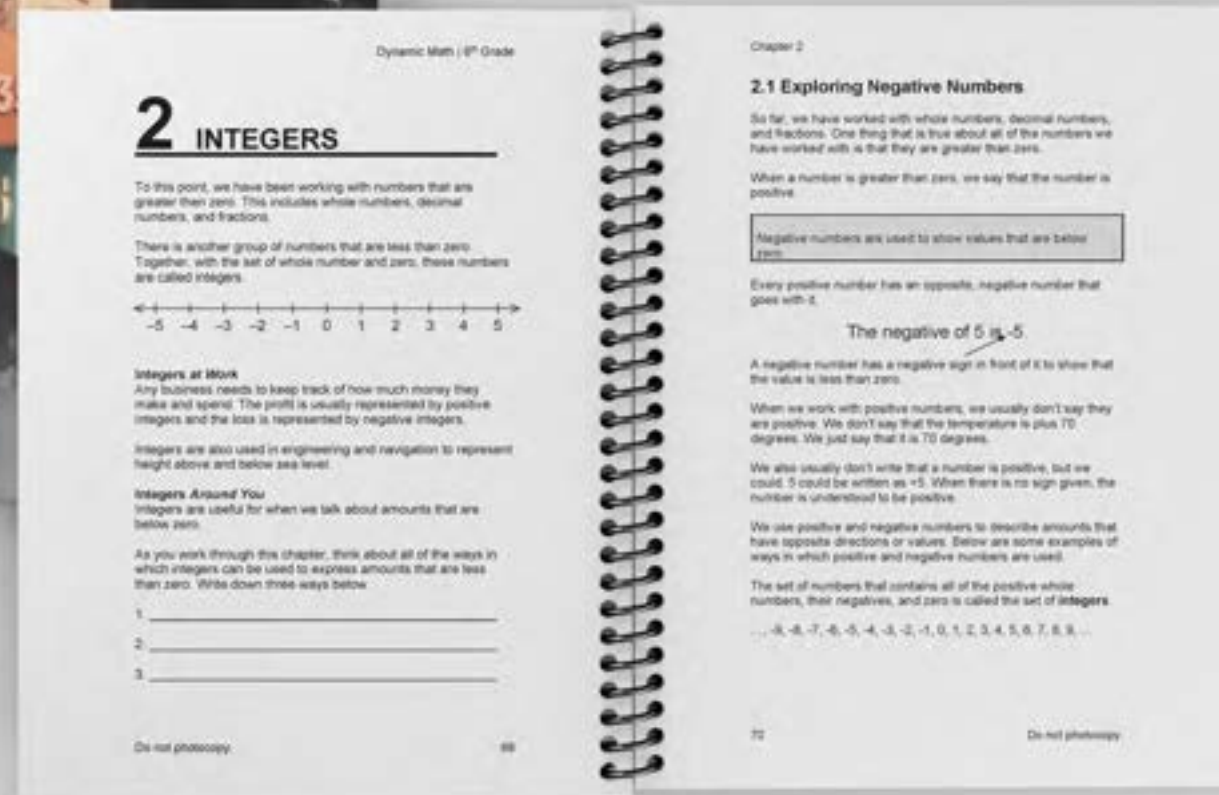 Dynamic Math | 6th Grade
2 INTEGERS
To this point, we have been working with numbers that are
greater then zero. This includes whole numbers, decimal
numbers, and fractions.
There is another group of numbers that are less than zero.
Together, with the set of whole number and zero, these numbers
are called integers.
-5 -4 -3 -2 -1 0 1 2 3 4 5
Integers at Work
Any business needs to keep track of how much money they
make and spend. The profit is usually represented by positive
integers and the loss is represented by negative integers.
Integers are also used in engineering and navigation to represent
height above and below sea level.
Integers Around You
Integers are useful for when we talk about amounts that are
below zero.
As you work through this chapter, think about all of the ways in
which integers can be used to express amounts that are less
than zero. Write down three ways below.
1.
2.
3.
Do not photocopy.
Chapter 2
2.1 Exploring Negative Numbers
So far, we have worked with whole numbers, decimal numbers,
and fractions. One thing that is true about all of the numbers we
have worked with is that they are greater than zero.
When a number is greater than zero, we say that the number is
positive.
Negative numbers are used to show values that are below
zero.
Every positive number has an opposite, negative number that
goes with it.
The negative of 5 is -5.
A negative number has a negative sign in front of it to show that
the value is less than zero.
When we work with positive numbers, we usually don't say they
are positive. We don't say that the temperature is plus 70
degrees. We just say that it is 70 degrees.
We also usually don't write that a number is positive, but we
could. 5 could be written as +5. When there is no sign given, the
number is understood to be positive.
We use positive and negative numbers to describe amounts that
have opposite directions or values. Below are some examples of
ways in which positive and negative numbers are used.
The set of numbers that contains all of the positive whole
numbers, their negatives, and zero is called the set of integers.
..., -9, -8, -7, -6, -5, -4, -3, -2, -1, 0, 1, 2, 3, 4, 5, 6, 7, 8, 9, ...
Do not photocopy.